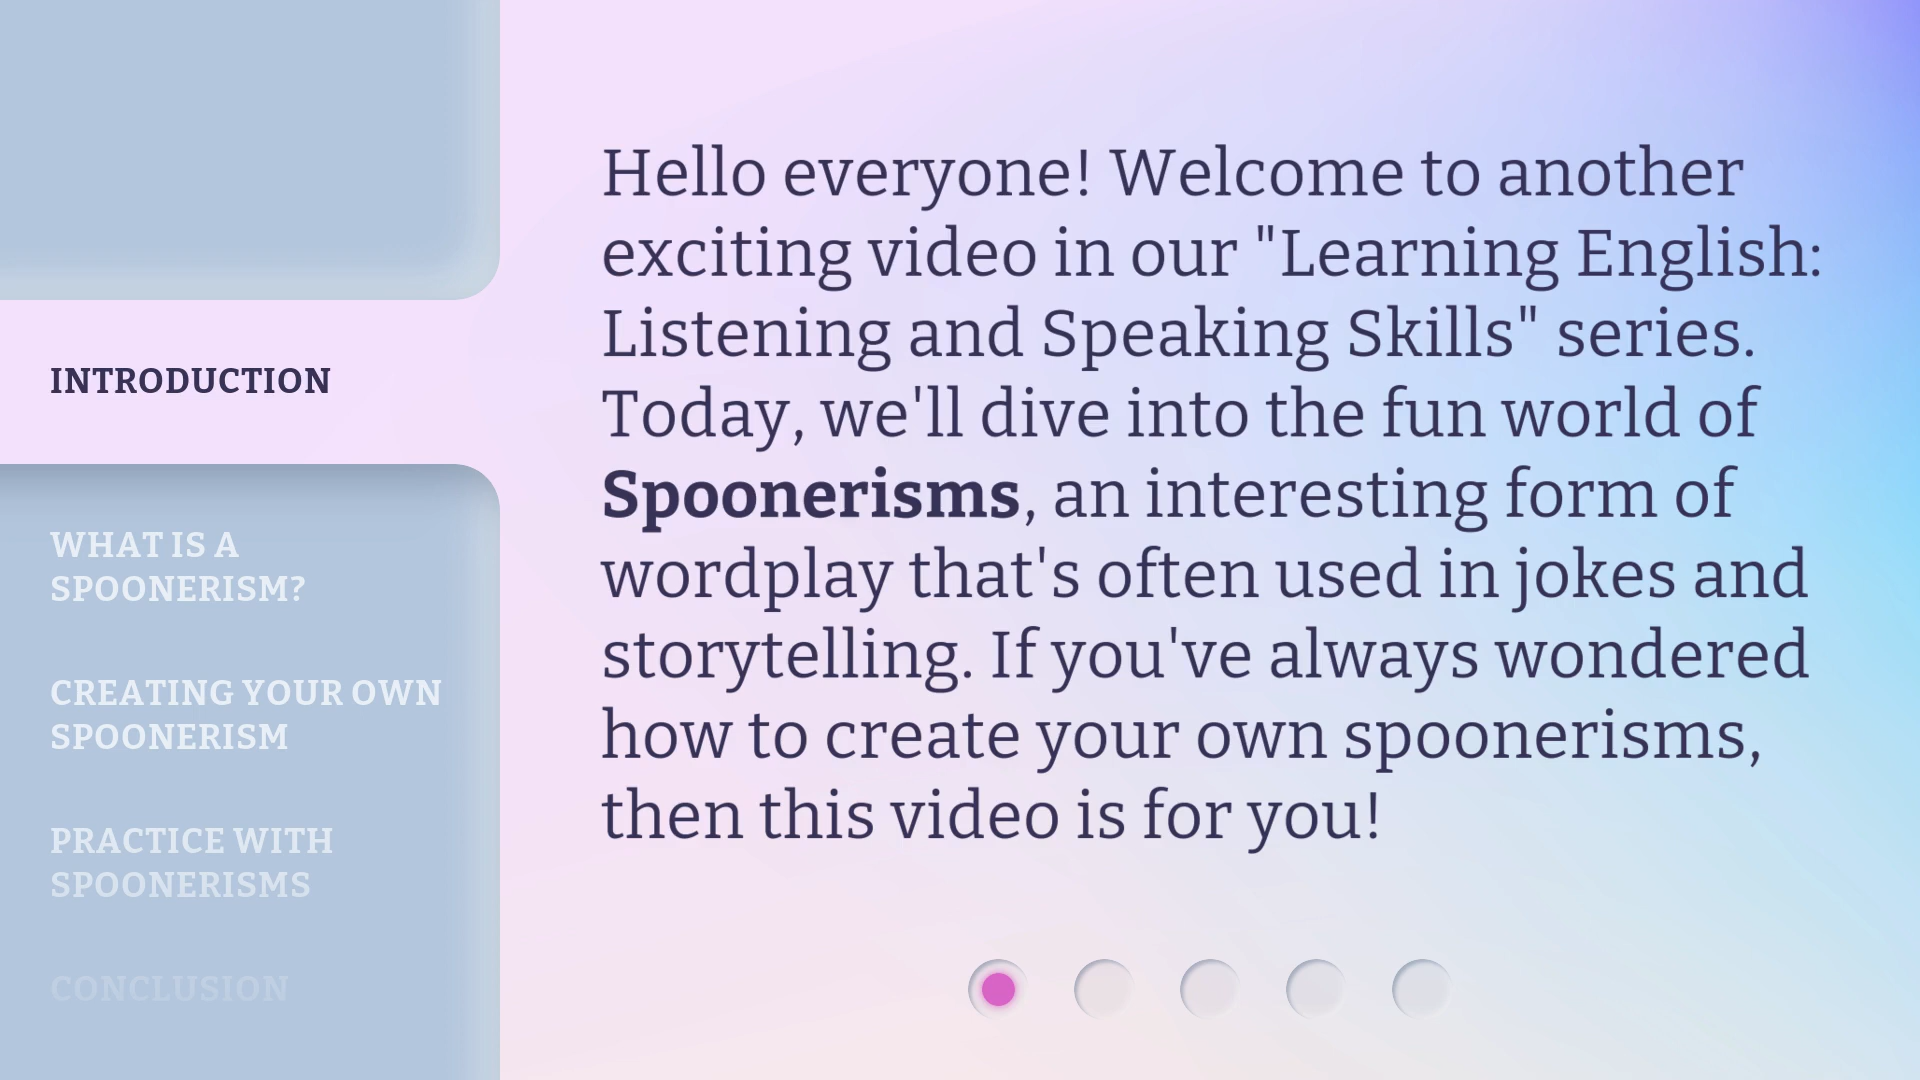 INTRODUCTION
WHAT IS A
SPOONERISM?
CREATING YOUR OWN
SPOONERISM
PRACTICE WITH
SPOONERISMS
CONCLUSION
Hello everyone! Welcome to another
exciting video in our "Learning English:
Listening and Speaking Skills" series.
Today, we'll dive into the fun world of
Spoonerisms, an interesting form of
wordplay that's often used in jokes and
storytelling. If you've always wondered
how to create your own spoonerisms,
then this video is for you!